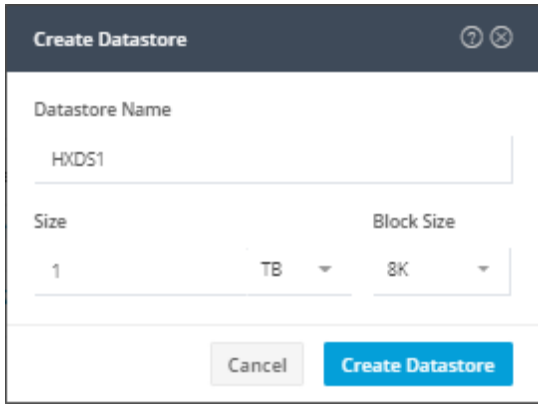 Create Datastore
Datastore Name
HXDS1
Size Block Size
1 TB 8K
Cancel Create Datastore